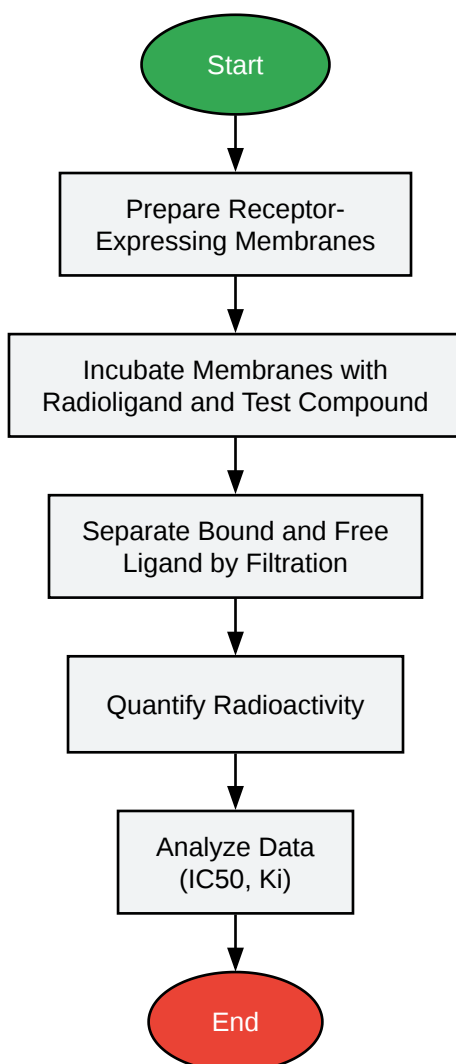 Start
Prepare Receptor-
Expressing Membranes
Incubate Membranes with
Radioligand and Test Compound
Separate Bound and Free
Ligand by Filtration
Quantify Radioactivity
Analyze Data
(IC50, Ki)
End